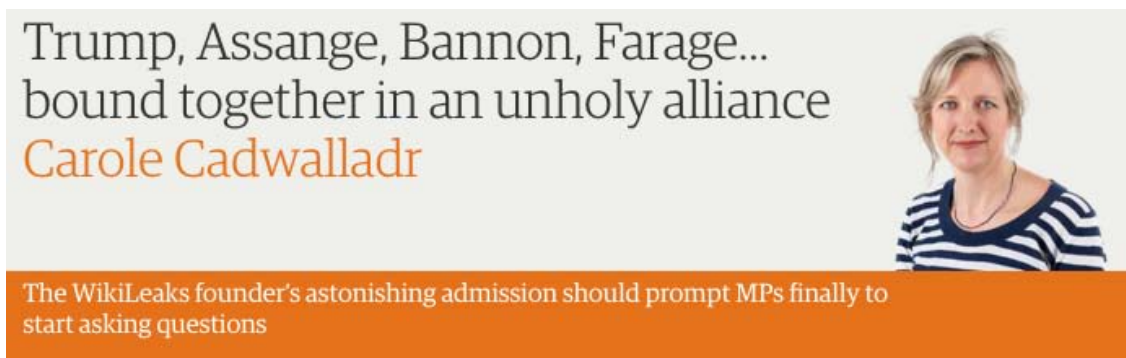 Trump, Assange, Bannon, Farage...
bound together in an unholy alliance
Carole Cadwalladr
The WikiLeaks founder's astonishing admission should prompt MPs finally to
start asking questions